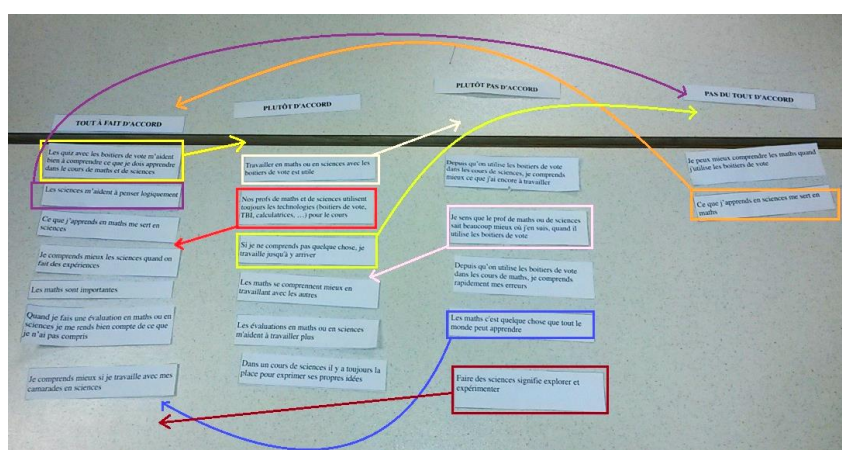 TOUT À FAIT D'ACCORD
Les quiz avec les boitiers de vote m'aident
bien à comprendre ce que je dois apprendre
dans le cours de maths et de sciences
Les sciences m'aident à penser logiquement
Ce que j'apprends en maths me sert en
sciences
Je comprends mieux les sciences quand on
fait des expériences
Les maths sont importantes
Quand je fais une évaluation en maths ou en
sciences je me rends bien compte de ce que
je n'ai pas compris
Je comprends mieux si je travaille avec mes
camarades en sciences
PLUTÔT D'ACCORD
Travailler en maths ou en sciences avec les
boitiers de vote est utile
Nos profs de maths et de sciences utilisent
toujours les technologies (boitiers de vote,
TBI, calculatrices, …) pour le cours
Si je ne comprends pas quelque chose, je
travaille jusqu'à y arriver
Les maths se comprennent mieux en
travaillant avec les autres
Les évaluations en maths ou en sciences
m'aident à travailler plus
Dans un cours de sciences il y a toujours la
place pour exprimer ses propres idées
PLUTÔT PAS D'ACCORD
Depuis qu'on utilise les boitiers de vote
dans les cours de sciences, je comprends
mieux ce que j'ai encore à travailler
Je sens que le prof de maths ou de sciences
sait beaucoup mieux où j'en suis, quand il
utilise les boitiers de vote
Depuis qu'on utilise les boitiers de vote
dans les cours de maths, je comprends
rapidement mes erreurs
Les maths c'est quelque chose que tout le
monde peut apprendre
Faire des sciences signifie explorer et
expérimenter
PAS DU TOUT D'ACCORD
Je peux mieux comprendre les maths quand
j'utilise les boitiers de vote
Ce que j'apprends en sciences me sert en
maths